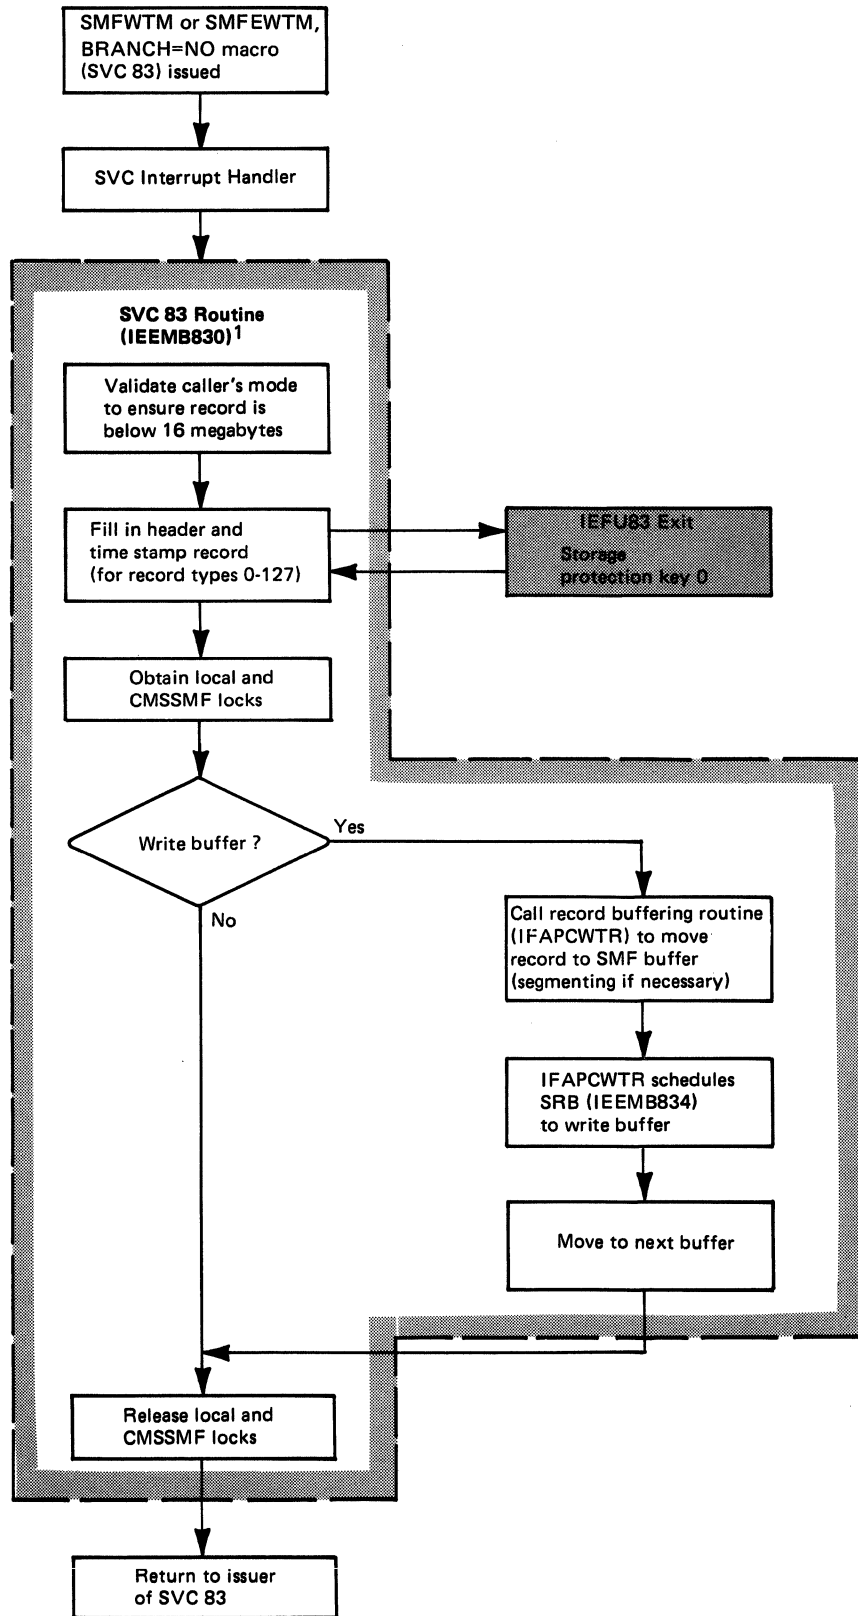 SMFWTM or SMFEWTM,
BRANCH=NO macro
(SVC 83) issued
SVC Interrupt Handler
SVC 83 Routine
(IEEMB830)1
Validate caller's mode
to ensure record is
below 16 megabytes
Fill in header and
time stamp record
(for record types 0-127)
IEFU83 Exit
Storage
protection key 0
Obtain local and
CMSSMF locks
Write buffer ?
Yes
No
Call record buffering routine
(IFAPCWTR) to move
record to SMF buffer
(segmenting if necessary)
IFAPCWTR schedules
SRB (IEEMB834)
to write buffer
Move to next buffer
Release local and
CMSSMF locks
Return to issuer
of SVC 83